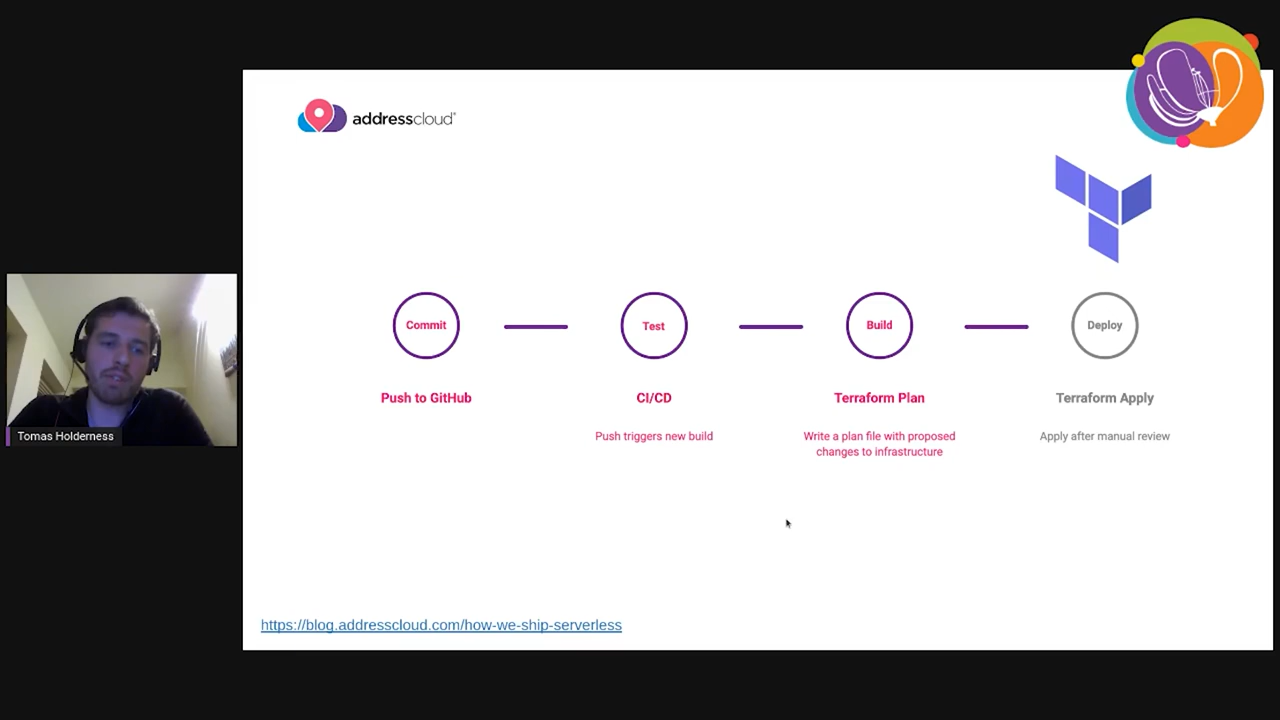 addresscloud®
Commit
Test
Build
Deploy
Push to GitHub
CI/CD
Terraform Plan
Terraform Apply
Push triggers new build
Write a plan file with proposed
changes to infrastructure
Apply after manual review
Tomas Holderness
https://blog.addresscloud.com/how-we-ship-serverless